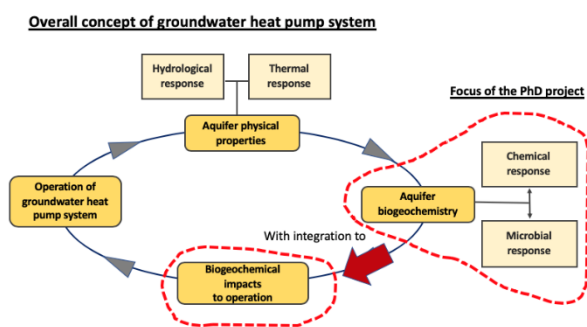 Overall concept of groundwater heat pump system
Hydrological
response
Thermal
response
Focus of the PhD project
Aquifer physical
properties
Chemical
response
Operation of
groundwater heat
pump system
Aquifer
biogeochemistry
Microbial
response
With integration to
Biogeochemical
impacts
to operation